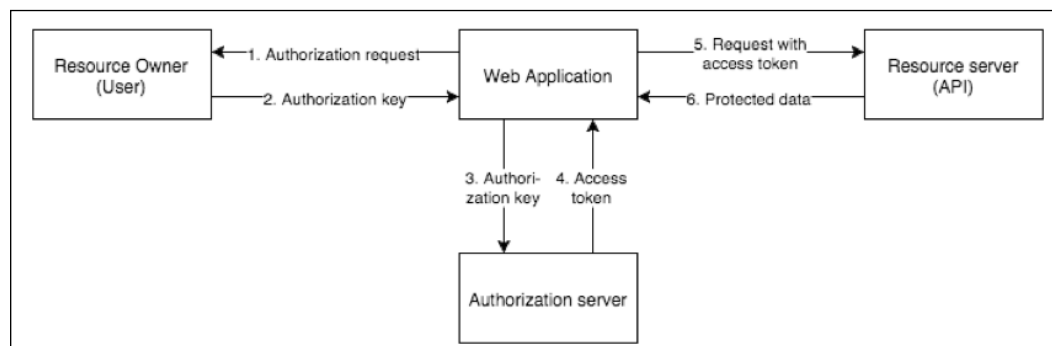 Resource Owner
(User)
1. Authorization request
2. Authorization key
Web Application
5. Request with
access token
6. Protected data
Resource server
(API)
3. Authori-
zation key
4. Access
token
Authorization server